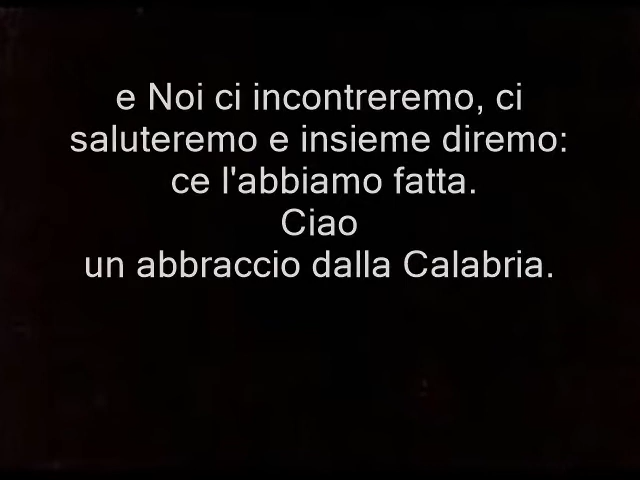 e Noi ci incontreremo, ci
saluteremo e insieme diremo:
ce l'abbiamo fatta.
Ciao
un abbraccio dalla Calabria.